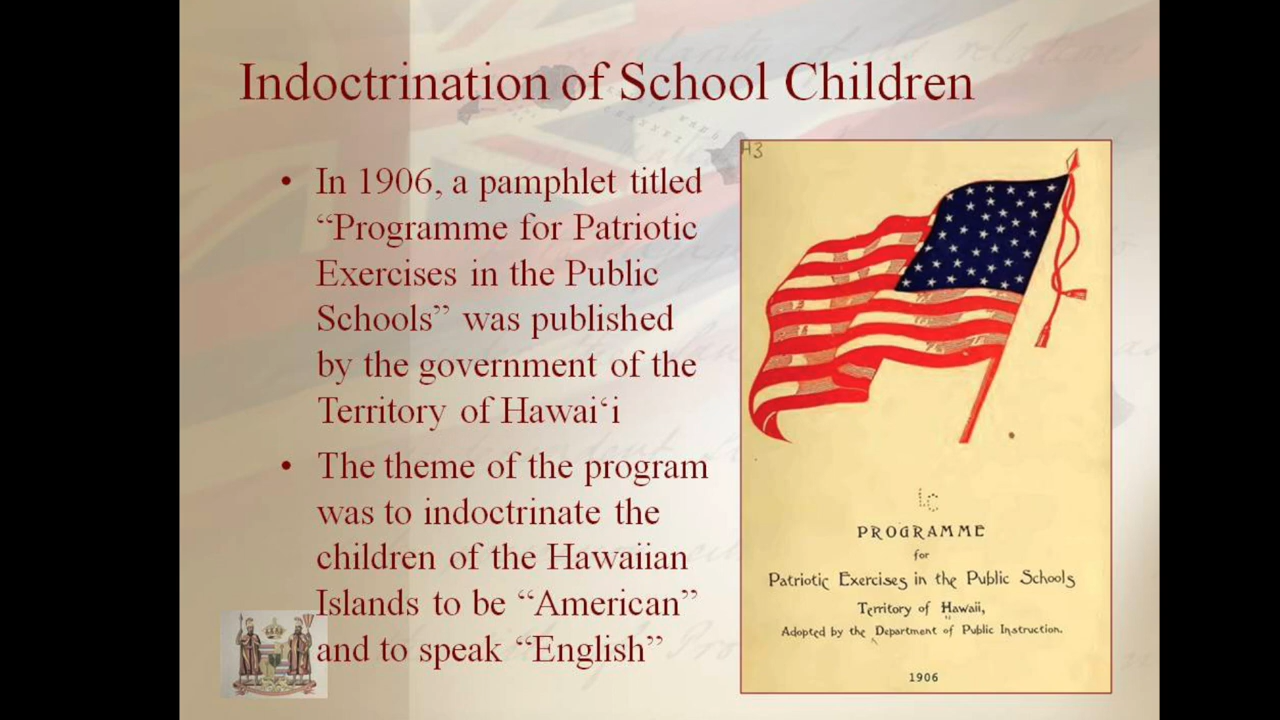 Indoctrination of School Children
• In 1906, a pamphlet titled
“Programme for Patriotic
Exercises in the Public
Schools” was published
by the government of the
Territory of Hawai‘i
• The theme of the program
was to indoctrinate the
children of the Hawaiian
Islands to be “American”
and to speak “English”
A3
LC
PROGRAMME
for
Patriotic Exercises in the Public Schools
Territory of Hawaii,
Adopted by the Department of Public Instruction.
1906